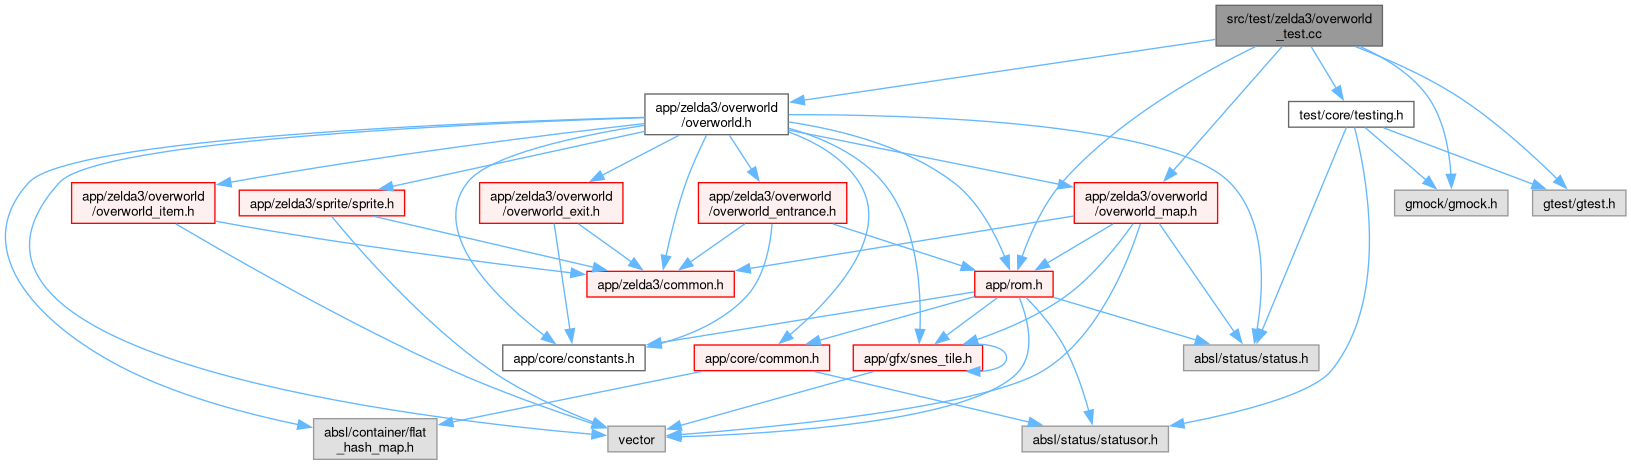 src/test/zelda3/overworld
_test.cc
app/zelda3/overworld
/overworld.h
test/core/testing.h
app/zelda3/overworld
/overworld_item.h
app/zelda3/sprite/sprite.h
app/zelda3/overworld
/overworld_exit.h
app/zelda3/overworld
/overworld_entrance.h
app/zelda3/overworld
/overworld_map.h
gmock/gmock.h
gtest/gtest.h
app/zelda3/common.h
app/rom.h
app/core/constants.h
app/core/common.h
app/gfx/snes_tile.h
absl/status/status.h
absl/container/flat
_hash_map.h
vector
absl/status/statusor.h